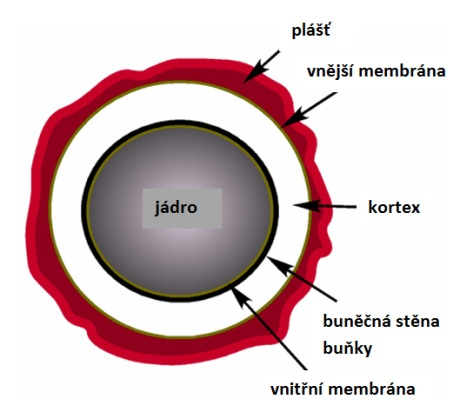 plášť
vnější membrána
jádro
kortex
buněčná stěna
buňky
vnitřní membrána